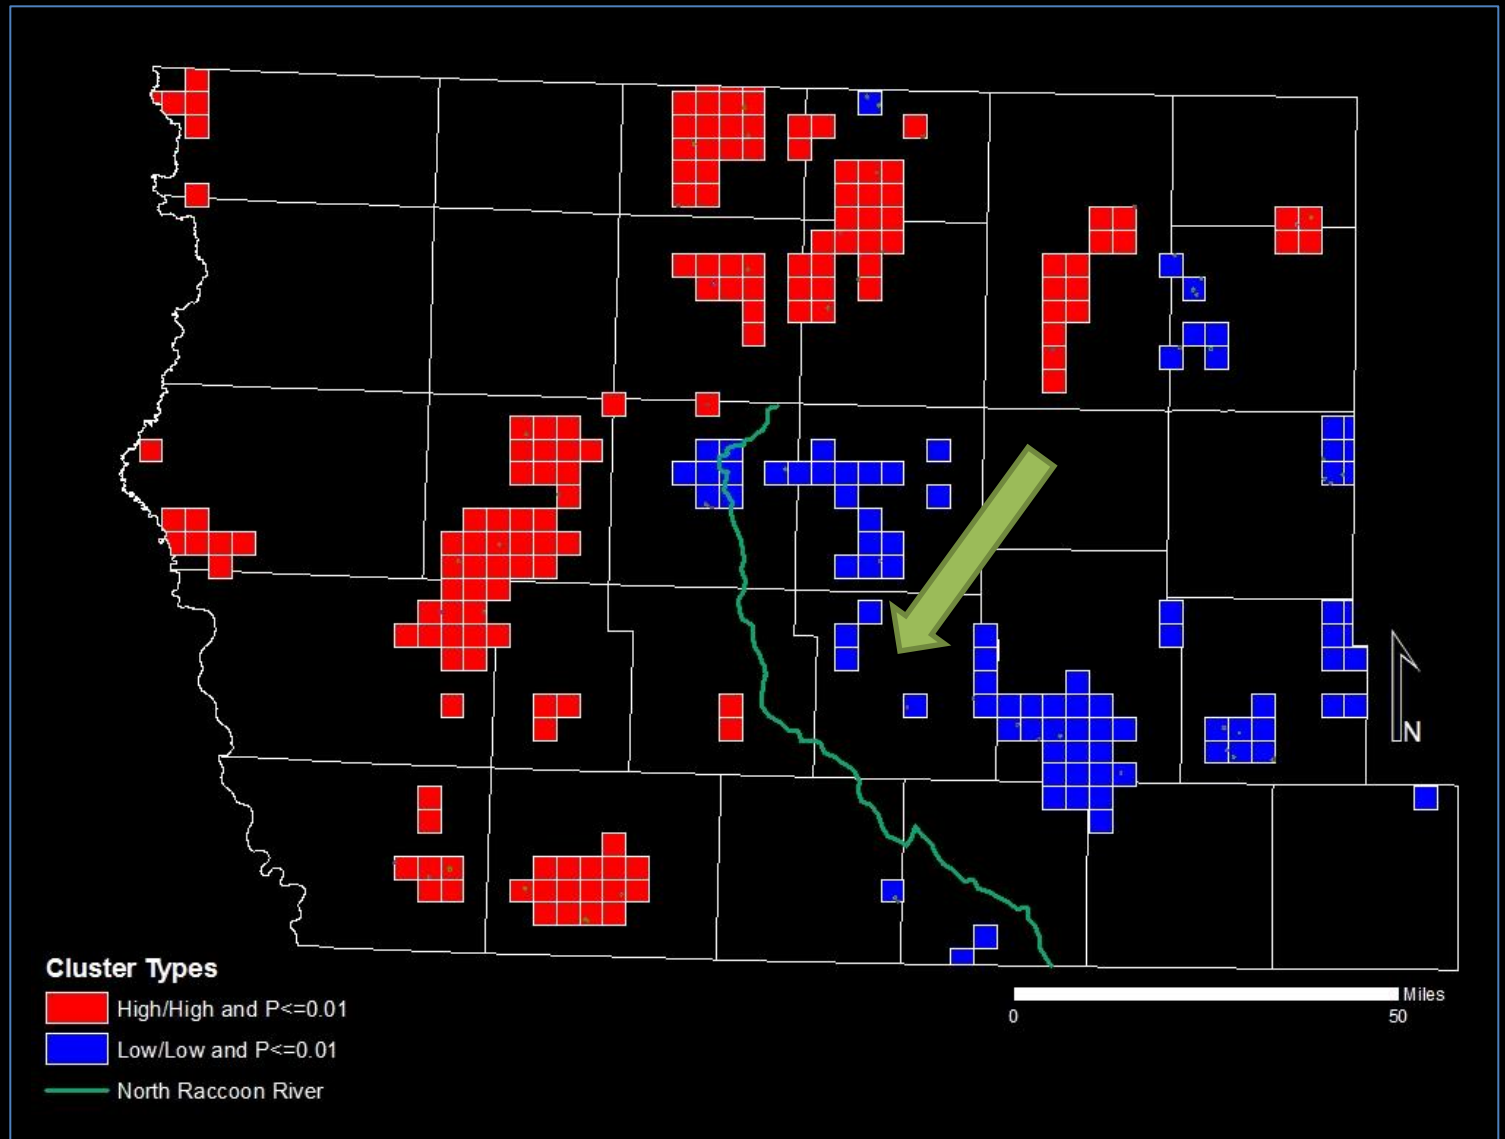 N
Cluster Types
High/High and P<=0.01
Low/Low and P<=0.01
North Raccoon River
Miles
0 50